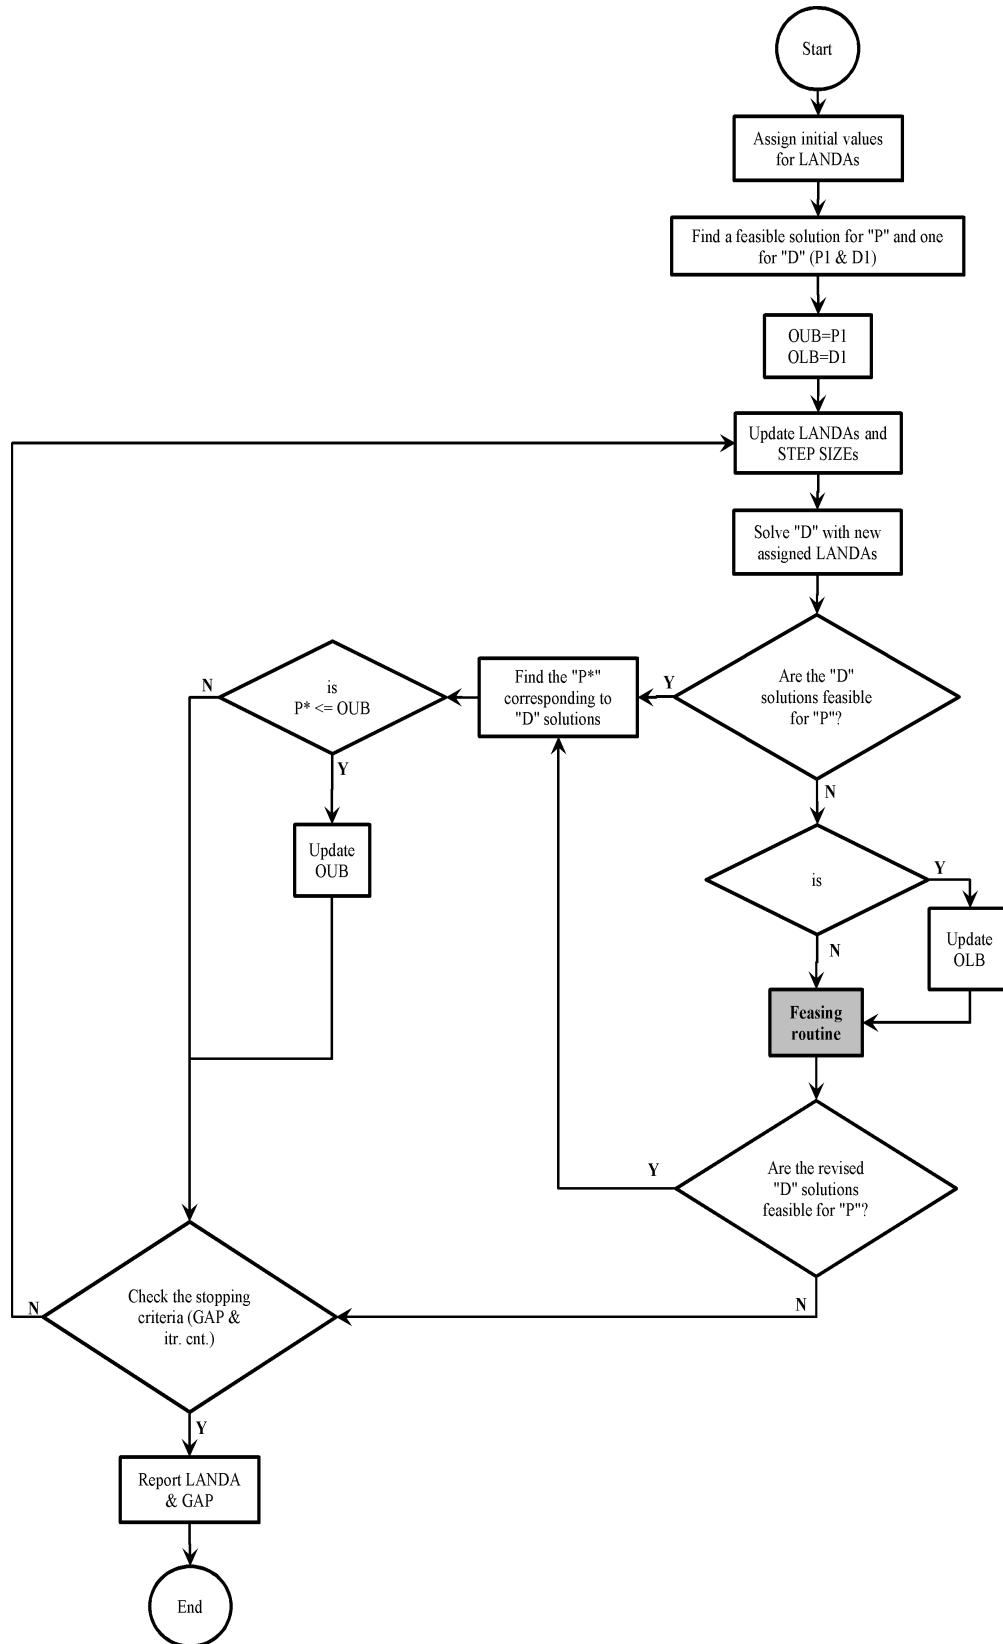 Start
Assign initial values
for LANDAs
Find a feasible solution for "P" and one
for "D" (P1 & D1)
OUB=P1
OLB=D1
Update LANDAs and
STEP SIZEs
Solve "D" with new
assigned LANDAs
Are the "D"
solutions feasible
for "P"?
Y
N
Find the "P*"
corresponding to
"D" solutions
is
P* <= OUB
N
Y
Update
OUB
is
Y
N
Update
OLB
Feasing
routine
Are the revised
"D" solutions
feasible for "P"?
Y
N
Check the stopping
criteria (GAP &
itr. cnt.)
N
Y
Report LANDA
& GAP
End